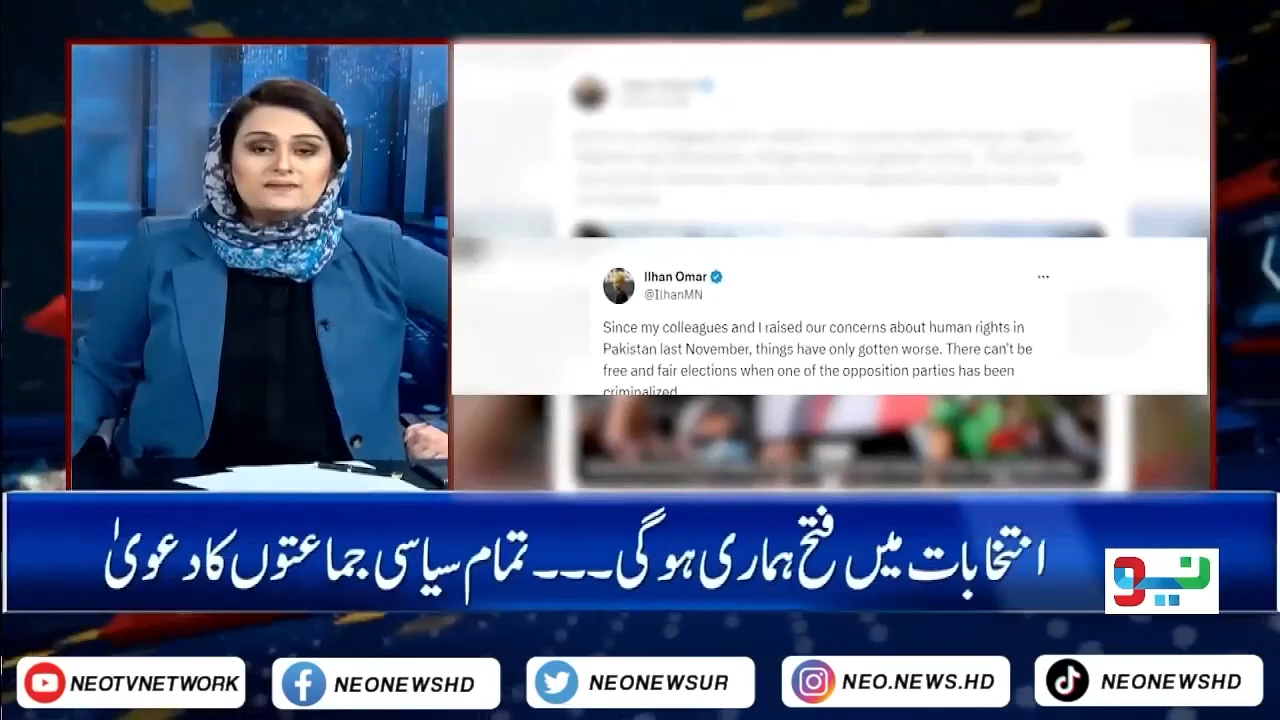 Ilhan Omar
@IlhanMN
Since my colleagues and I raised our concerns about human rights in
Pakistan last November, things have only gotten worse. There can't be
free and fair elections when one of the opposition parties has been
criminalized
انتخابات میں فتح ہماری ہو گی۔۔۔تمام سیاسی جماعتوں کا دعویٰ
نیو
NEOTVNETWORK
NEONEWSHD
NEONEWSUR
NEO.NEWS.HD
NEONEWSHD